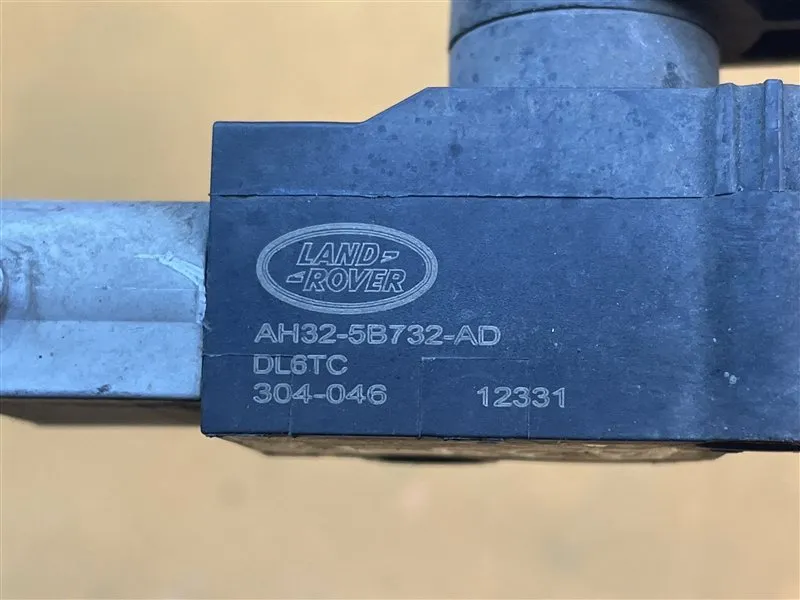 LAND-
-ROVER
AH32-5B732-AD
DL6TC
304-046 12331